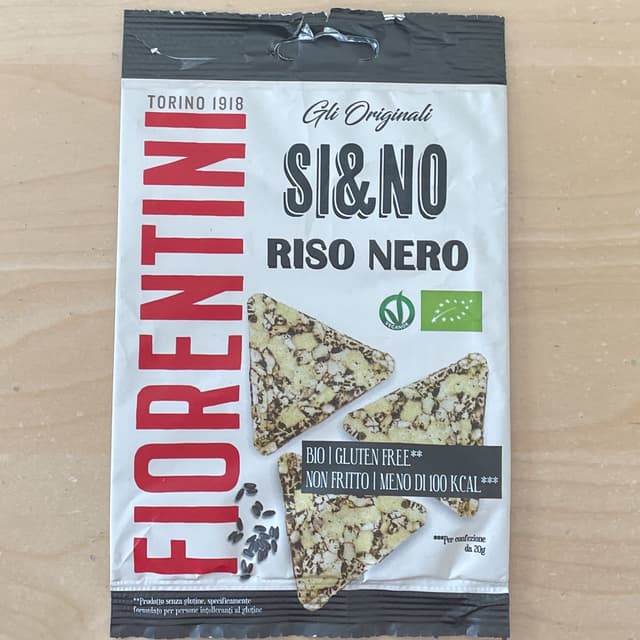 TORINO 1918
FIORENTINI
Gli Originali
SI&NO
RISO NERO
VEGANOK
BIO | GLUTEN FREE**
NON FRITTO | MENO DI 100 KCAL***
***Per confezione
da 20g
**Prodotto senza glutine, specificamente
formulato per persone intolleranti al glutine